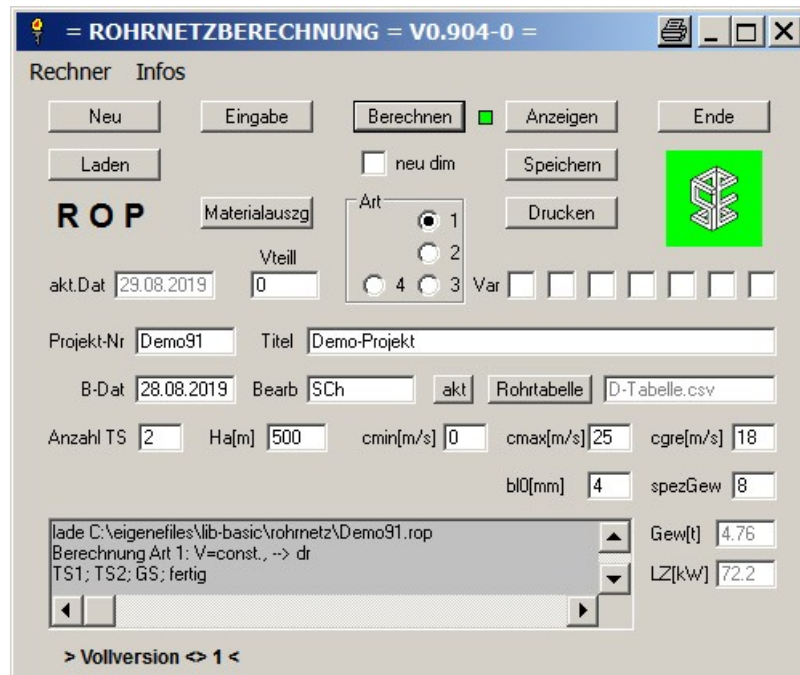 = ROHRNETZBERECHNUNG = V0.904-0 =
Rechner Infos
Neu Eingabe Berechnen Anzeigen Ende
Laden neu dim Speichern
R O P Materialauszg Art 1 Drucken
Vteill 2
akt.Dat 29.08.2019 0 4 3 Var
Projekt-Nr Demo91 Titel Demo-Projekt
B-Dat 28.08.2019 Bearb SCh akt Rohrtabelle D-Tabelle.csv
Anzahl TS 2 Ha[m] 500 cmin[m/s] 0 cmax[m/s] 25 cgre[m/s] 18
bl0[mm] 4 spezGew 8
lade C:\eigenefiles\lib-basic\rohrnetz\Demo91.rop
Berechnung Art 1: V=const., --> dr
TS1; TS2; GS; fertig
Gew[t] 4.76
LZ[kW] 72.2
> Vollversion <> 1 <